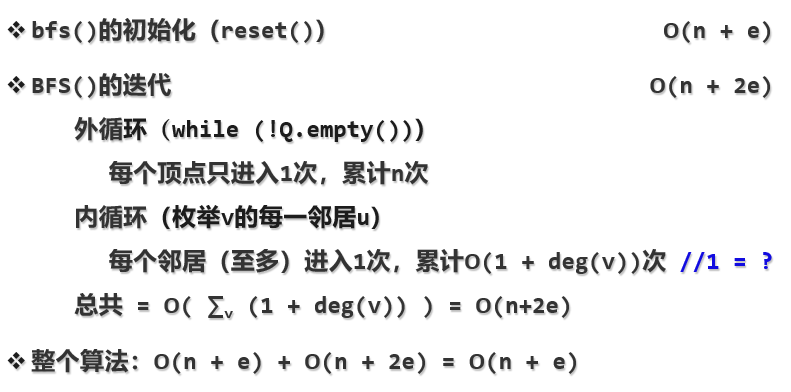 ❖ bfs()的初始化（reset()） O(n + e)
❖ BFS()的迭代 O(n + 2e)
外循环（while (!Q.empty())）
每个顶点只进入1次，累计n次
内循环（枚举v的每一邻居u）
每个邻居（至多）进入1次，累计O(1 + deg(v))次 //1 = ?
总共 = O( ∑ᵥ (1 + deg(v)) ) = O(n+2e)
❖ 整个算法：O(n + e) + O(n + 2e) = O(n + e)